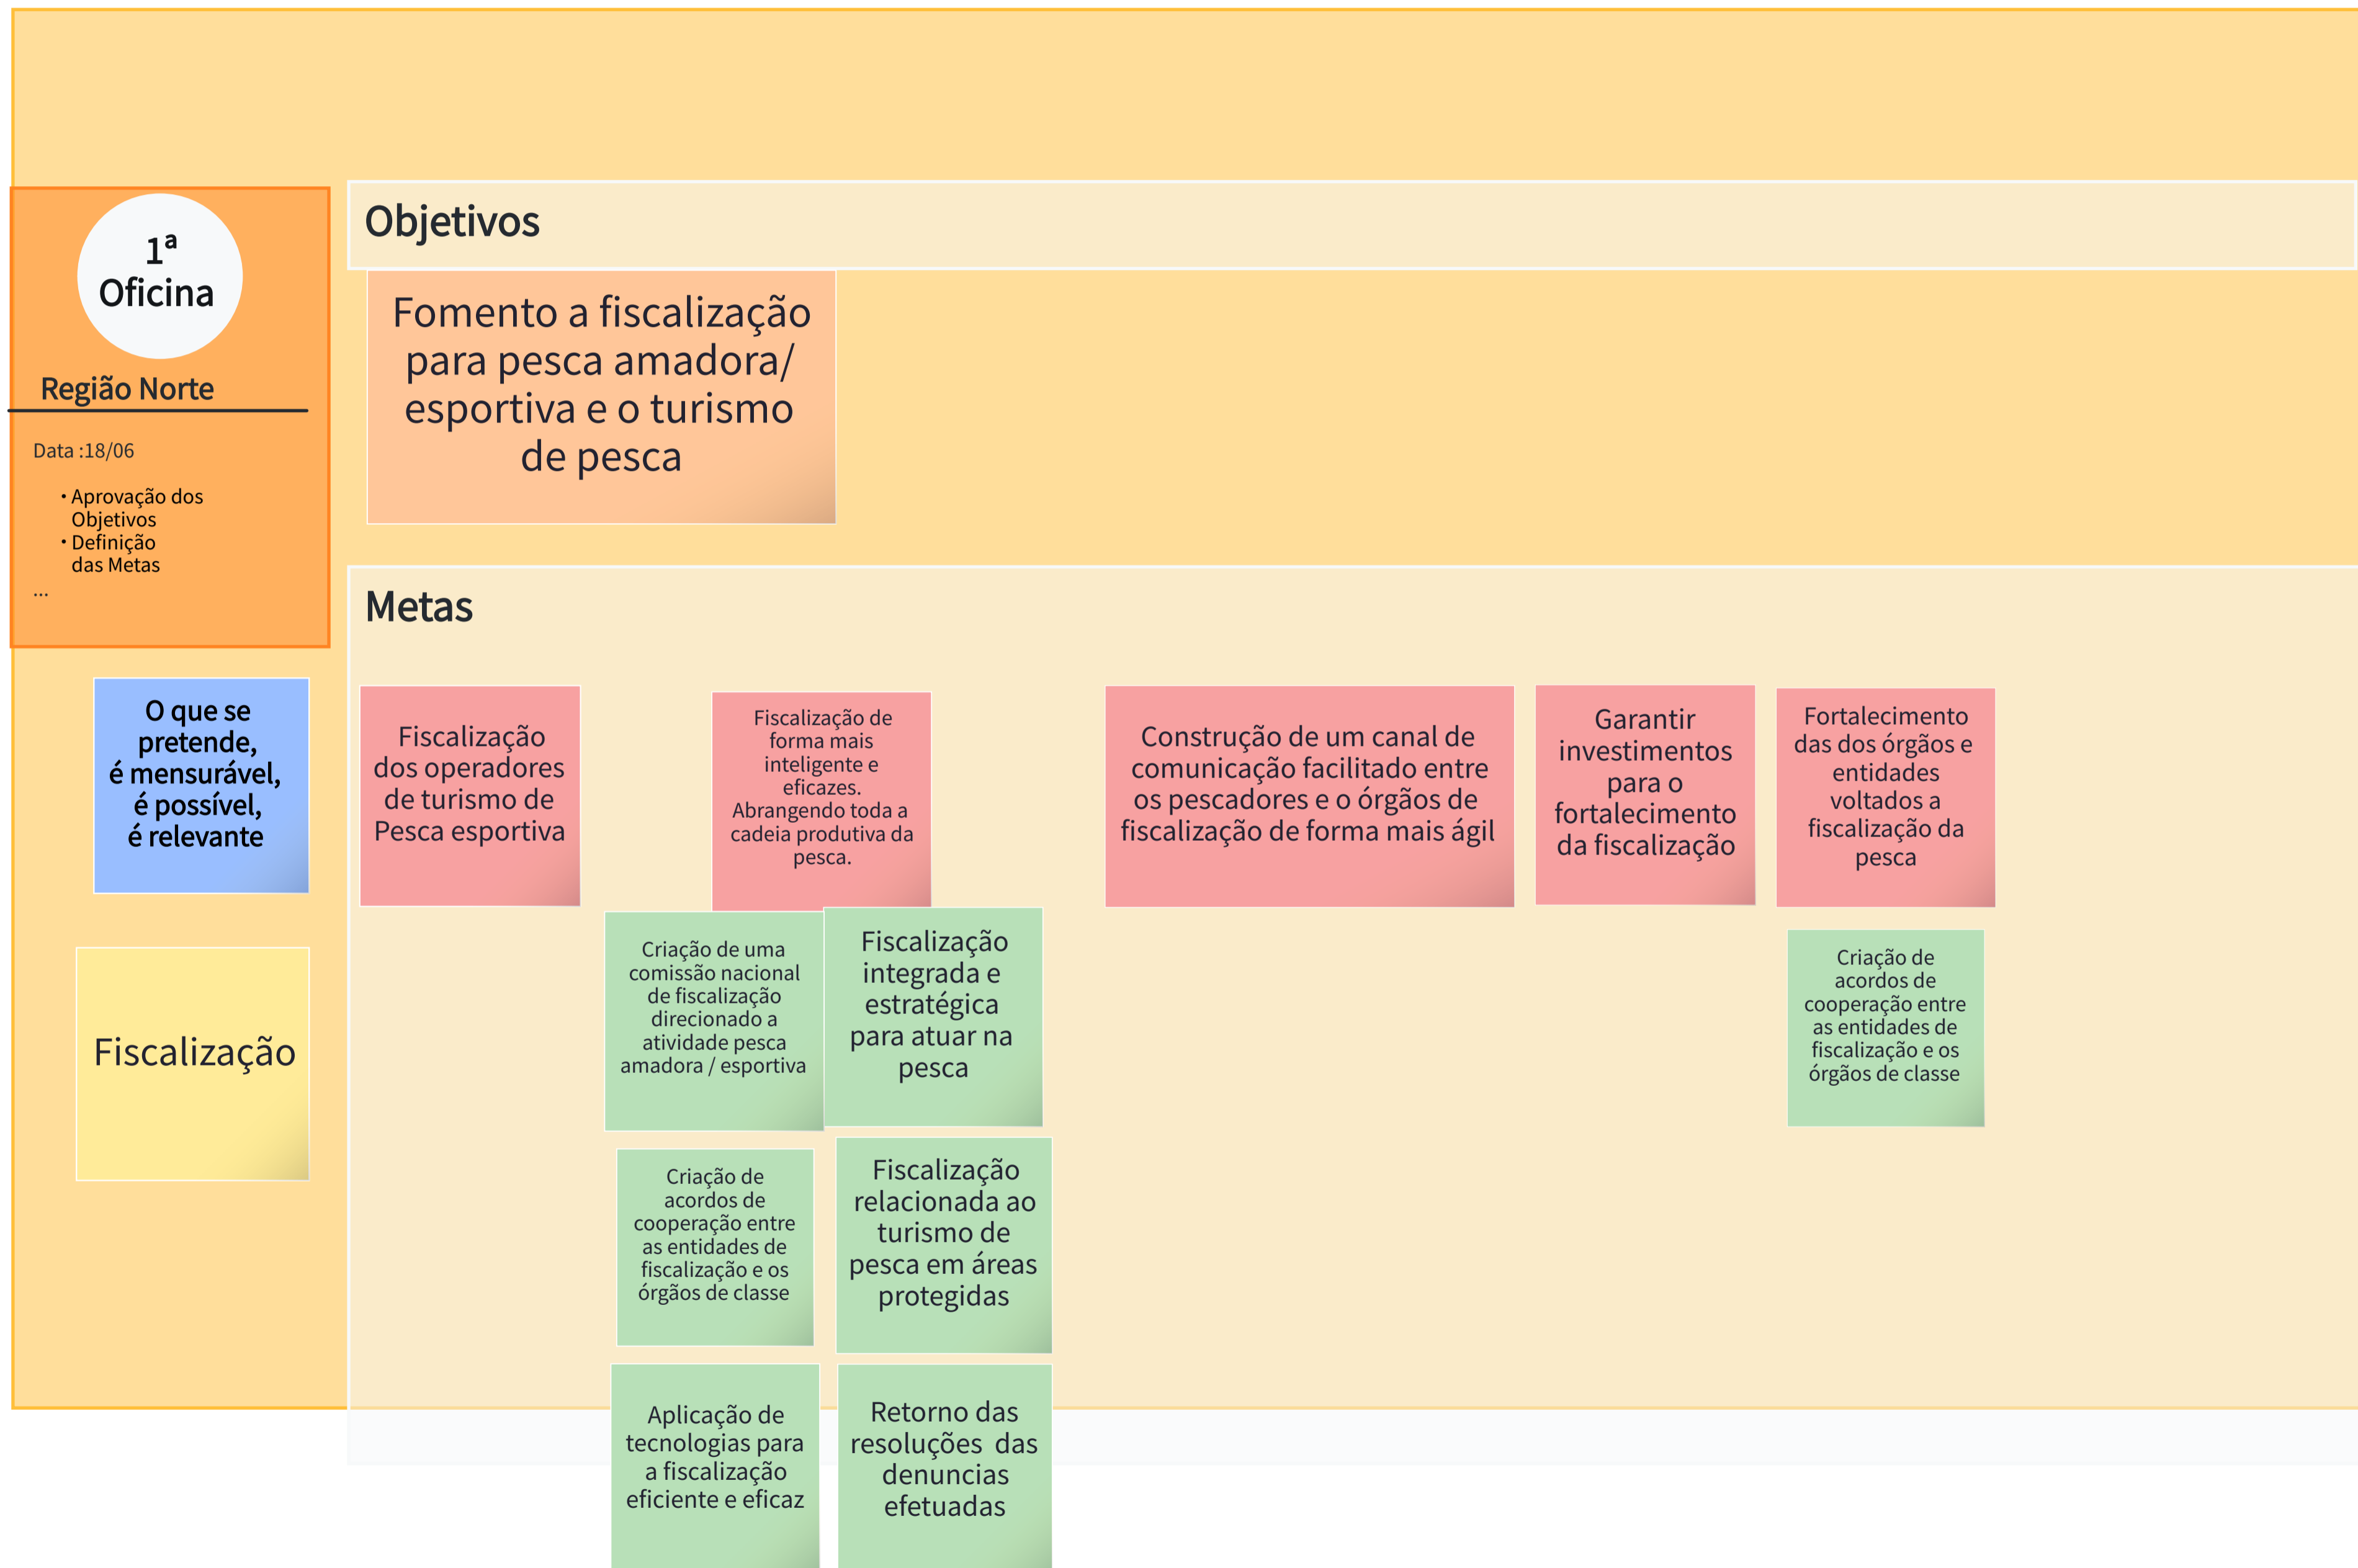 1ª
Oficina
Região Norte
Data :18/06
• Aprovação dos
Objetivos
• Definição
das Metas
...
O que se
pretende,
é mensurável,
é possível,
é relevante
Fiscalização
Objetivos
Fomento a fiscalização
para pesca amadora/
esportiva e o turismo
de pesca
Metas
Fiscalização
dos operadores
de turismo de
Pesca esportiva
Fiscalização de
forma mais
inteligente e
eficazes.
Abrangendo toda a
cadeia produtiva da
pesca.
Construção de um canal de
comunicação facilitado entre
os pescadores e o órgãos de
fiscalização de forma mais ágil
Garantir
investimentos
para o
fortalecimento
da fiscalização
Fortalecimento
das dos órgãos e
entidades
voltados a
fiscalização da
pesca
Criação de uma
comissão nacional
de fiscalização
direcionado a
atividade pesca
amadora / esportiva
Fiscalização
integrada e
estratégica
para atuar na
pesca
Criação de
acordos de
cooperação entre
as entidades de
fiscalização e os
órgãos de classe
Criação de
acordos de
cooperação entre
as entidades de
fiscalização e os
órgãos de classe
Fiscalização
relacionada ao
turismo de
pesca em áreas
protegidas
Aplicação de
tecnologias para
a fiscalização
eficiente e eficaz
Retorno das
resoluções  das
denuncias
efetuadas